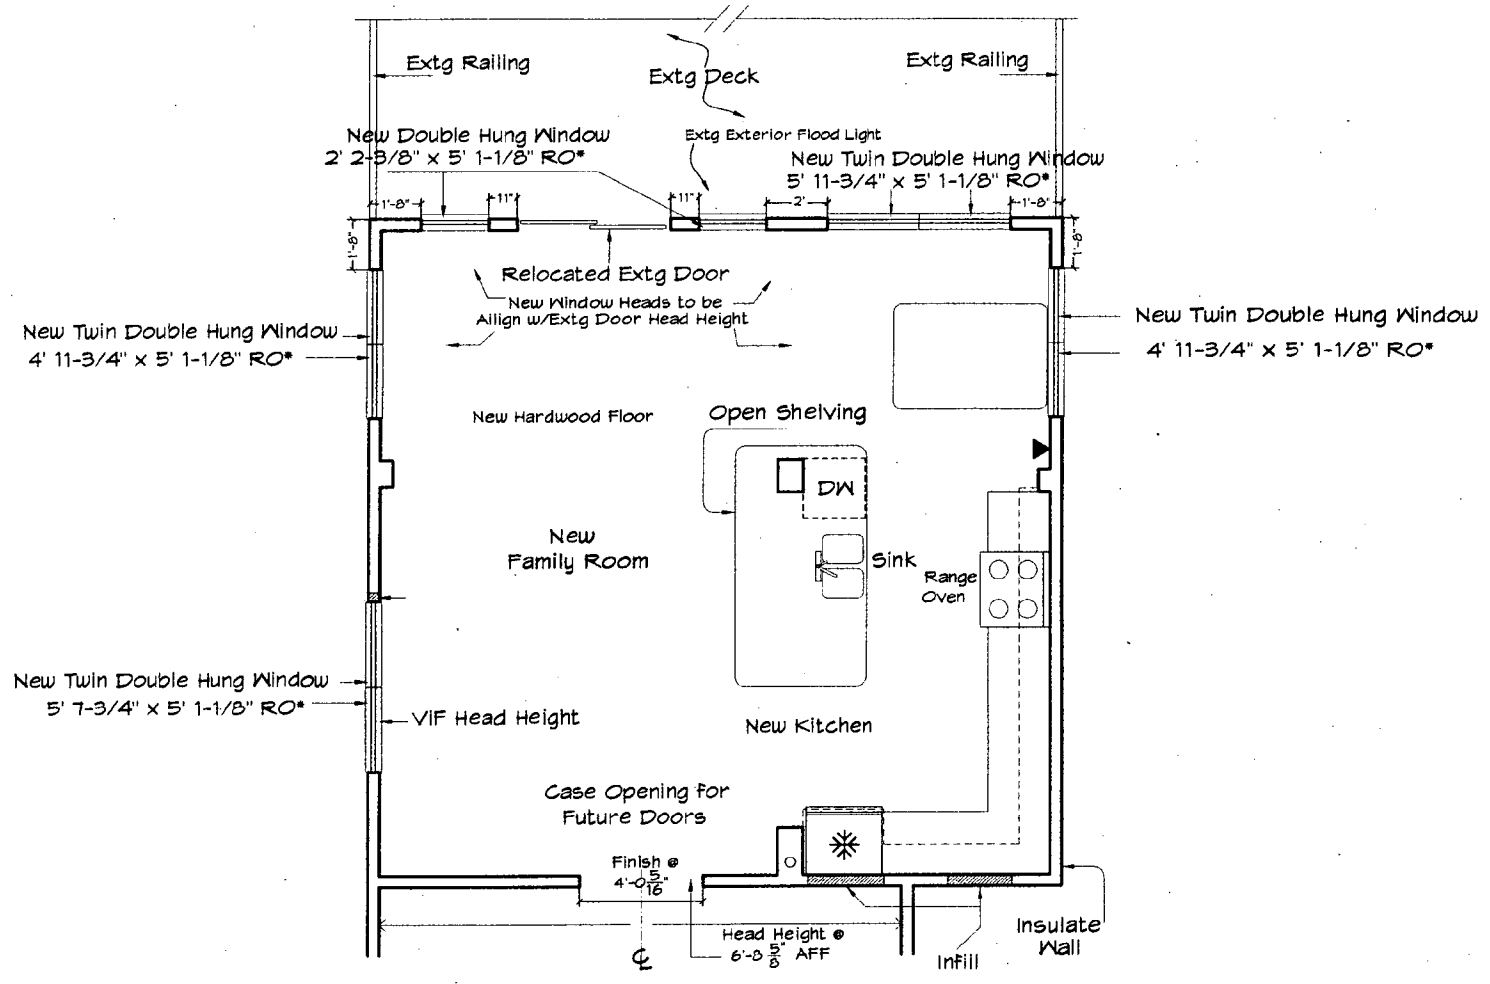 Extg Railing
Extg Deck
Extg Railing
New Double Hung Window
2' 2-3/8" x 5' 1-1/8" RO*
Extg Exterior Flood Light
New Twin Double Hung Window
5' 11-3/4" x 5' 1-1/8" RO*
1'-8"
11"
11"
2'
1'-8"
1'-8"
1'-8"
Relocated Extg Door
New Window Heads to be
Allign w/Extg Door Head Height
New Twin Double Hung Window
4' 11-3/4" x 5' 1-1/8" RO*
New Twin Double Hung Window
4' 11-3/4" x 5' 1-1/8" RO*
New Hardwood Floor
Open Shelving
DW
New
Family Room
Sink
Range
Oven
New Twin Double Hung Window
5' 7-3/4" x 5' 1-1/8" RO*
VIF Head Height
New Kitchen
Case Opening for
Future Doors
Finish @
4'-0 5/16"
Head Height @
6'-8 5/8" AFF
Insulate
Wall
Infill